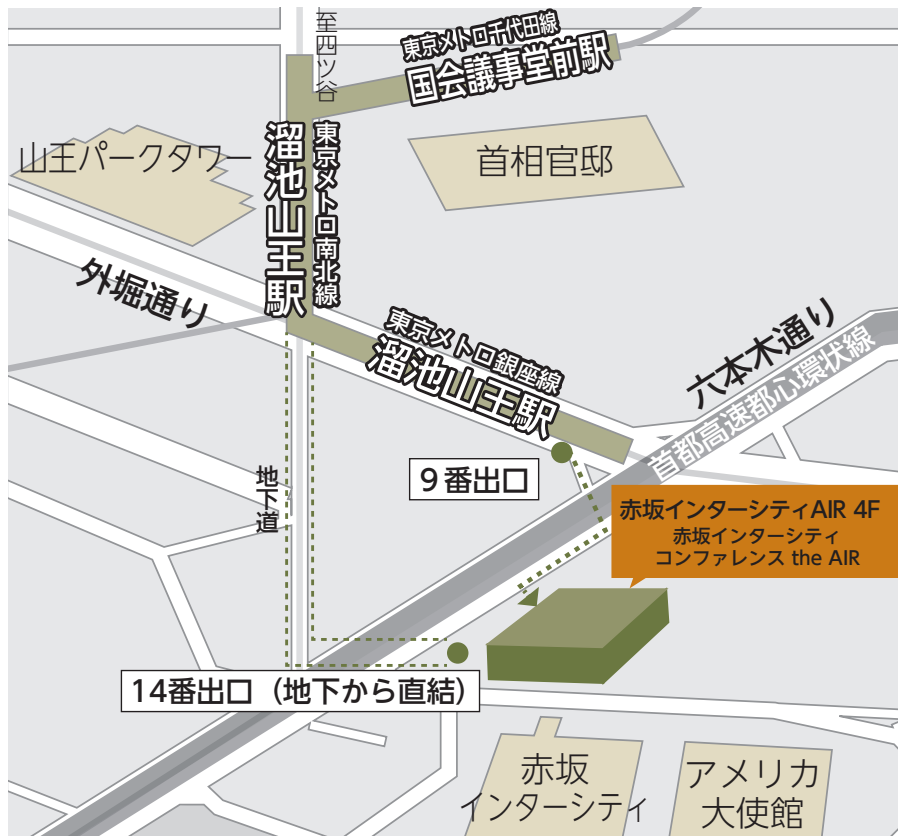 至四ツ谷
東京メトロ千代田線
国会議事堂前駅
山王パークタワー
溜池山王駅
東京メトロ南北線
首相官邸
外堀通り
東京メトロ銀座線
溜池山王駅
六本木通り
首都高速都心環状線
地下道
9番出口
赤坂インターシティAIR 4F
赤坂インターシティ
コンファレンス the AIR
14番出口（地下から直結）
赤坂
インターシティ
アメリカ
大使館